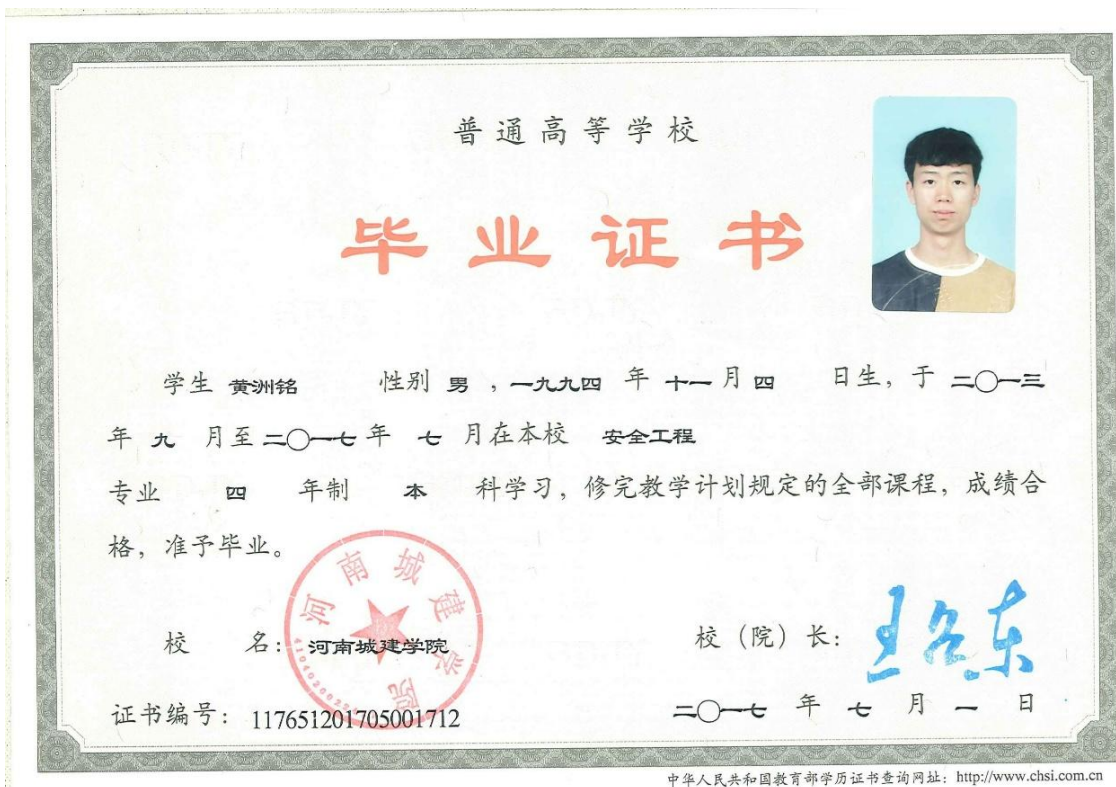 普通高等学校
毕业证书
学生 黄洲铭 性别 男 ，一九九四 年 十一 月 四 日生，于 二〇一三
年 九 月至 二〇一七 年 七 月在本校 安全工程
专业 四 年制 本 科学习，修完教学计划规定的全部课程，成绩合
格，准予毕业。
河南城建学院
校 名：河南城建学院 校（院）长：
证书编号：117651201705001712 二〇一七 年 七 月 一 日
中华人民共和国教育部学历证书查询网址：http://www.chsi.com.cn